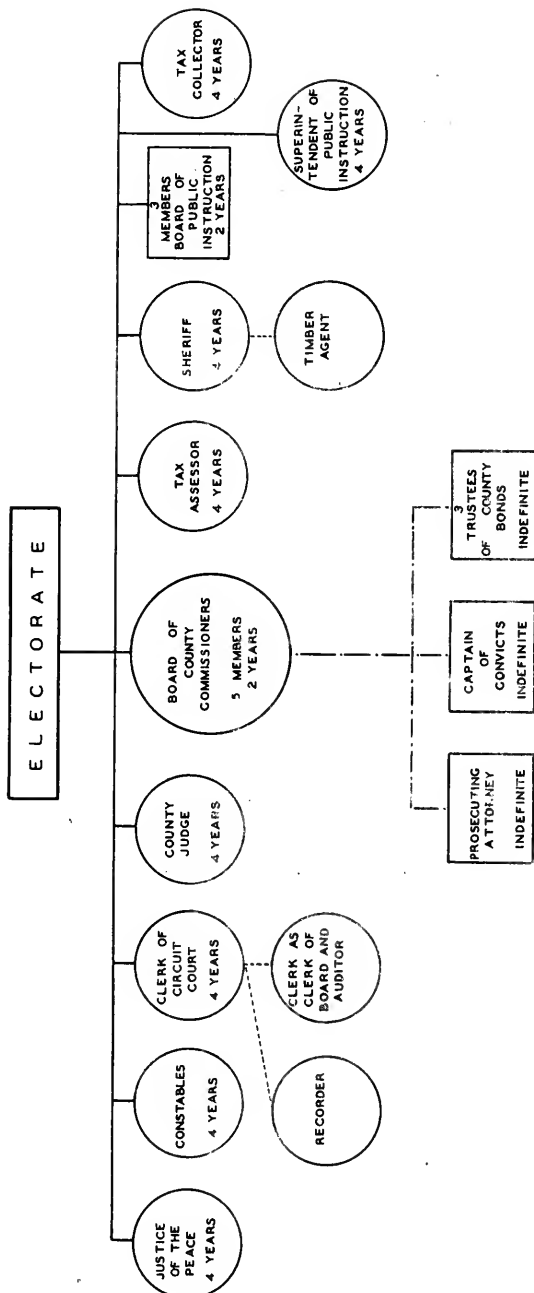 ELECTORATE
JUSTICE
OF THE
PEACE
4 YEARS
CONSTABLES
4 YEARS
CLERK OF
CIRCUIT
COURT
4 YEARS
COUNTY
JUDGE
4 YEARS
BOARD OF
COUNTY
COMMISSIONERS
5 MEMBERS
2 YEARS
TAX
ASSESSOR
4 YEARS
SHERIFF
4 YEARS
3
MEMBERS
BOARD OF
PUBLIC
INSTRUCTION
2 YEARS
TAX
COLLECTOR
4 YEARS
RECORDER
CLERK AS
CLERK OF
BOARD AND
AUDITOR
TIMBER
AGENT
SUPERIN-
TENDENT OF
PUBLIC
INSTRUCTION
4 YEARS
PROSECUTING
ATTORNEY
INDEFINITE
CAPTAIN
OF
CONVICTS
INDEFINITE
3
TRUSTEES
OF COUNTY
BONDS
INDEFINITE